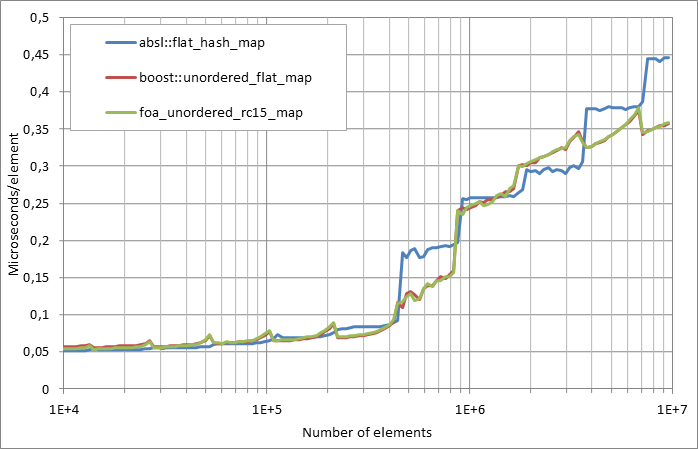 0,5
0,45
0,4
0,35
0,3
0,25
0,2
0,15
0,1
0,05
0
Microseconds/element
absl::flat_hash_map
boost::unordered_flat_map
foa_unordered_rc15_map
1E+4 1E+5 1E+6 1E+7
Number of elements